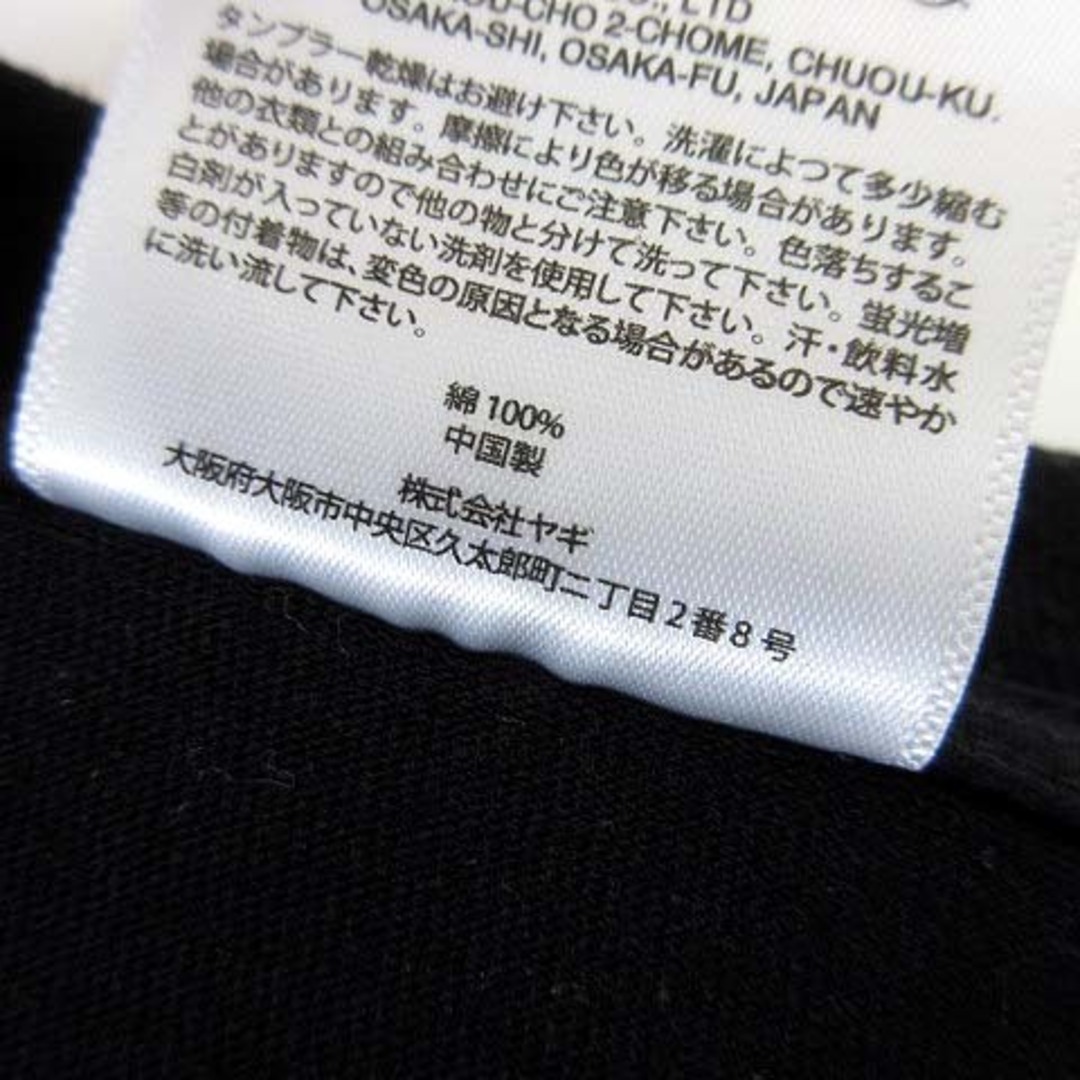 CO., LTD
OU-CHO 2-CHOME, CHUOU-KU.
OSAKA-SHI, OSAKA-FU, JAPAN
タンブラー乾燥はお避け下さい。洗濯によつて多少縮む
場合があります。摩擦により色が移る場合があります。
他の衣類との組み合わせにご注意下さい。色落ちするこ
とがありますので他の物と分けて洗って下さい。蛍光増
白剤が入っていない洗剤を使用して下さい。汗・飲料水
等の付着物は、変色の原因となる場合があるので速やか
に洗い流して下さい。
綿 100%
中国製
株式会社ヤギ
大阪府大阪市中央区久太郎町二丁目2番8号